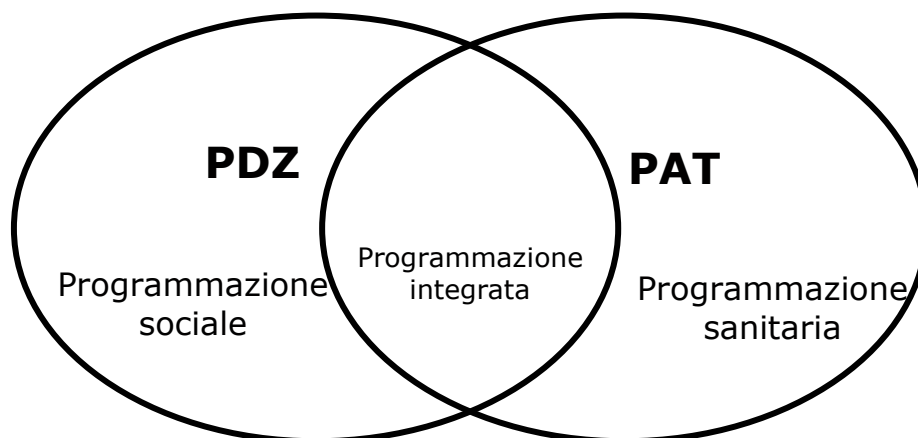 PDZ
PAT
Programmazione
sociale
Programmazione
integrata
Programmazione
sanitaria